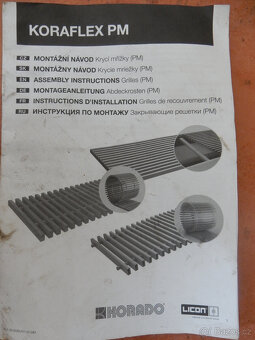 KORAFLEX PM
CZ MONTÁŽNÍ NÁVOD Krycí mřížky (PM)
SK MONTÁŽNY NÁVOD Krycie mriežky (PM)
EN ASSEMBLY INSTRUCTIONS Grilles (PM)
DE MONTAGEANLEITUNG Abdeckrosten (PM)
FR INSTRUCTIONS D'INSTALLATION Grilles de recouvrement (PM)
RU ИНСТРУКЦИЯ ПО МОНТАЖУ Закрывающие решетки (PM)
KORADO
LICON